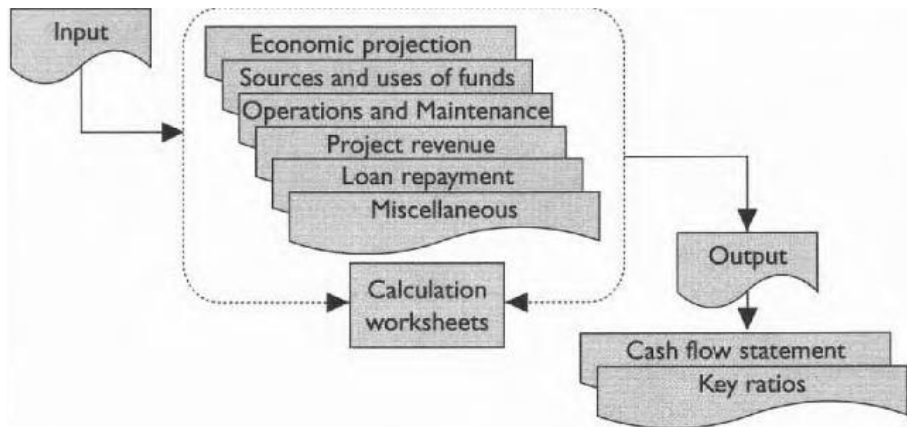 Input
Economic projection
Sources and uses of funds
Operations and Maintenance
Project revenue
Loan repayment
Miscellaneous
Calculation
worksheets
Output
Cash flow statement
Key ratios